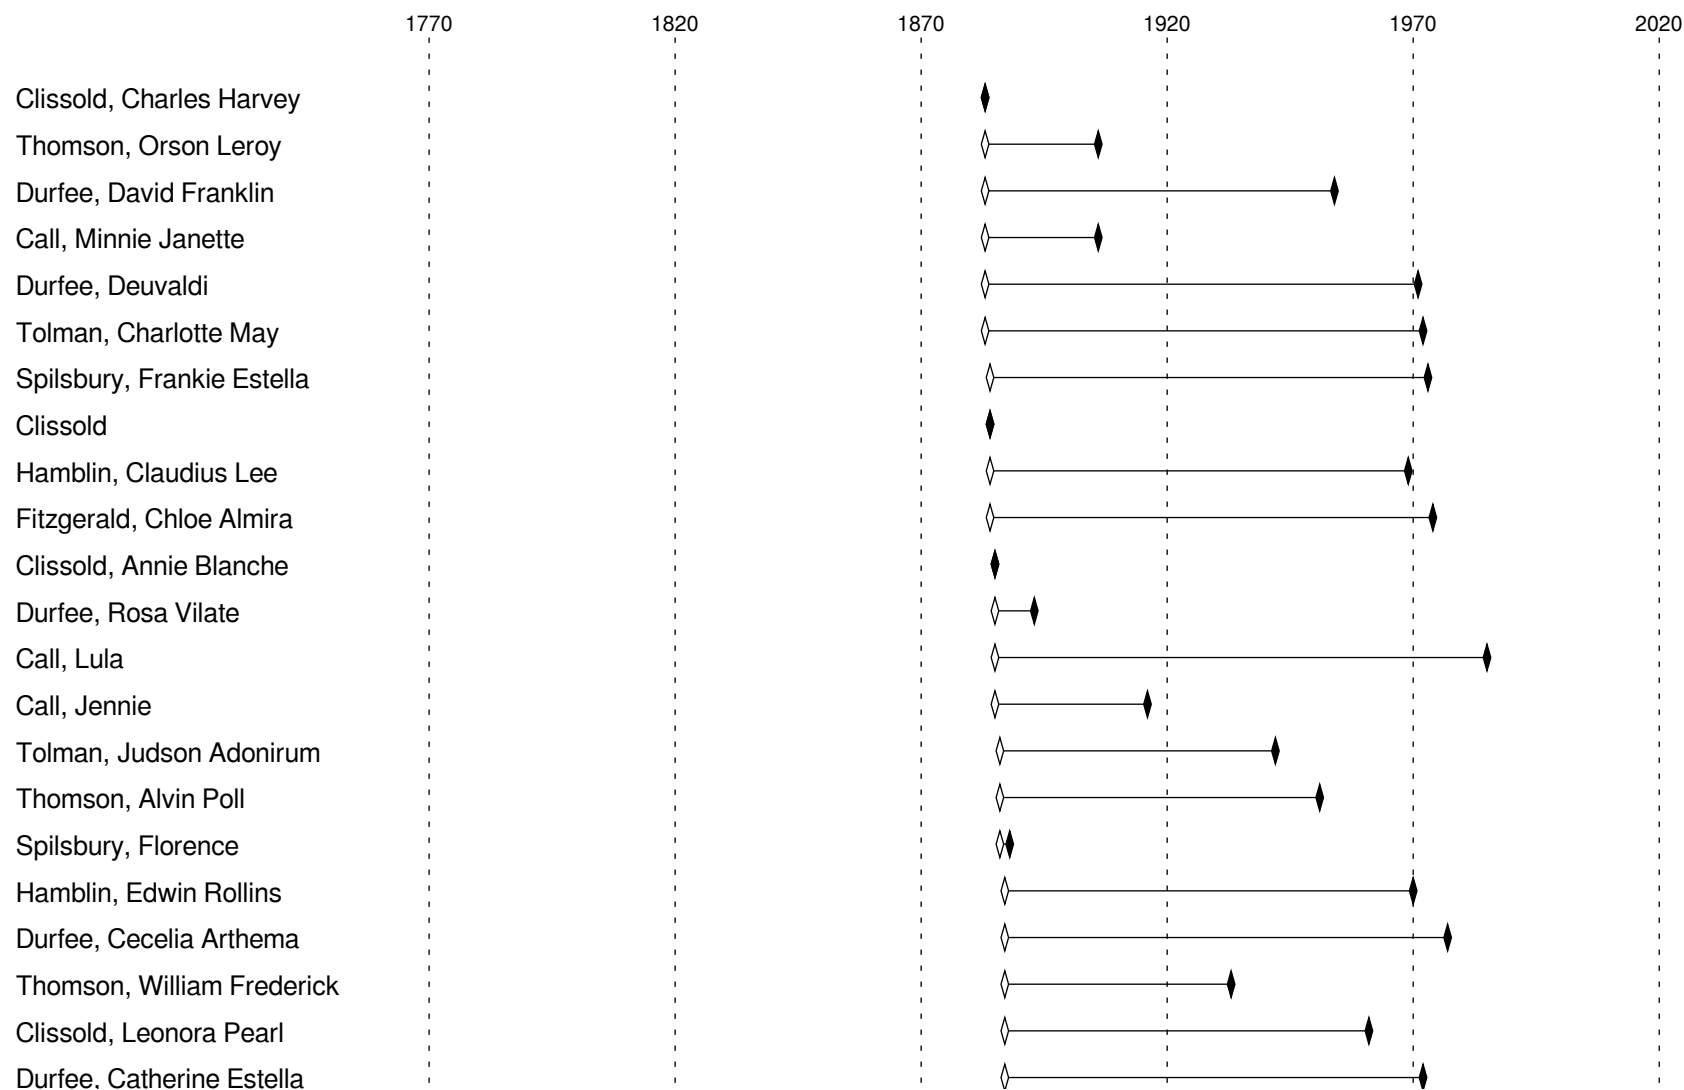 1770 1820 1870 1920 1970 2020
Clissold, Charles Harvey
Thomson, Orson Leroy
Durfee, David Franklin
Call, Minnie Janette
Durfee, Deuvaldi
Tolman, Charlotte May
Spilsbury, Frankie Estella
Clissold
Hamblin, Claudius Lee
Fitzgerald, Chloe Almira
Clissold, Annie Blanche
Durfee, Rosa Vilate
Call, Lula
Call, Jennie
Tolman, Judson Adonirum
Thomson, Alvin Poll
Spilsbury, Florence
Hamblin, Edwin Rollins
Durfee, Cecelia Arthema
Thomson, William Frederick
Clissold, Leonora Pearl
Durfee, Catherine Estella